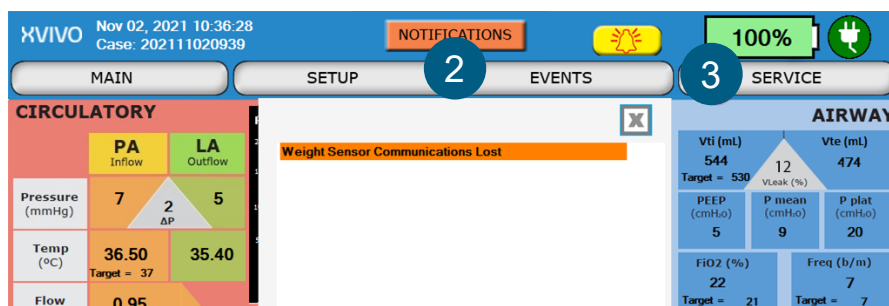 XVIVO
Nov 02, 2021 10:36:28
Case: 202111020939
NOTIFICATIONS
100%
2
3
MAIN
SETUP
EVENTS
SERVICE
CIRCULATORY
PA
Inflow
LA
Outflow
Pressure
(mmHg)
7
2
ΔP
5
Temp
(ºC)
36.50
Target = 37
35.40
Flow
0.95
X
Weight Sensor Communications Lost
AIRWAY
Vti (mL)
544
Target = 530
12
VLeak (%)
Vte (mL)
474
PEEP
(cmH₂o)
5
P mean
(cmH₂o)
9
P plat
(cmH₂o)
20
FiO2 (%)
22
Target = 21
Freq (b/m)
7
Target = 7